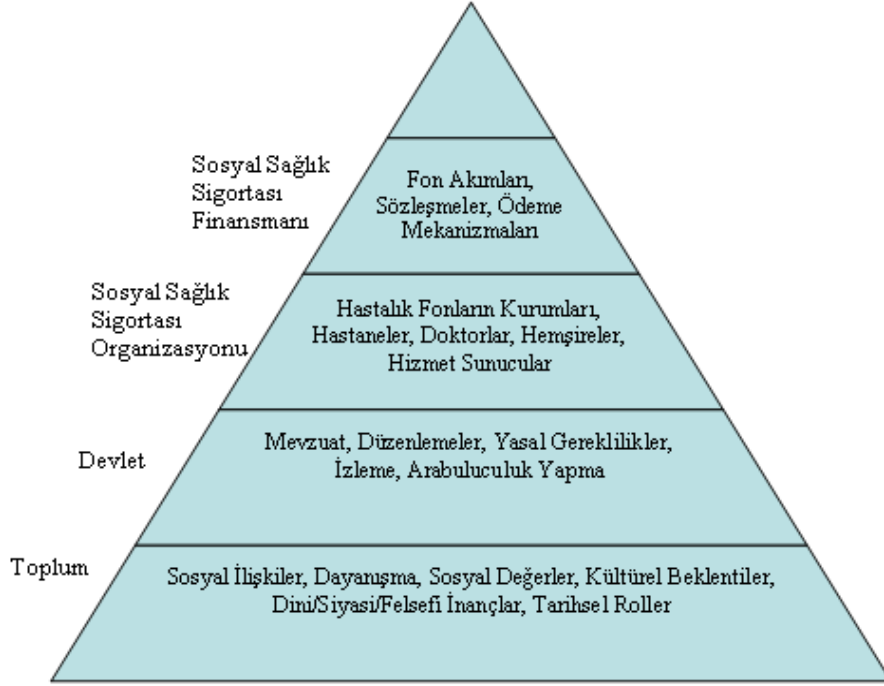 Sosyal Sağlık
Sigortası
Finansmanı
Fon Akımları,
Sözleşmeler, Ödeme
Mekanizmaları
Sosyal Sağlık
Sigortası
Organizasyonu
Hastalık Fonların Kurumları,
Hastaneler, Doktorlar, Hemşireler,
Hizmet Sunucular
Devlet
Mevzuat, Düzenlemeler, Yasal Gereklilikler,
İzleme, Arabuluculuk Yapma
Toplum
Sosyal İlişkiler, Dayanışma, Sosyal Değerler, Kültürel Beklentiler,
Dini/Siyasi/Felsefi İnançlar, Tarihsel Roller